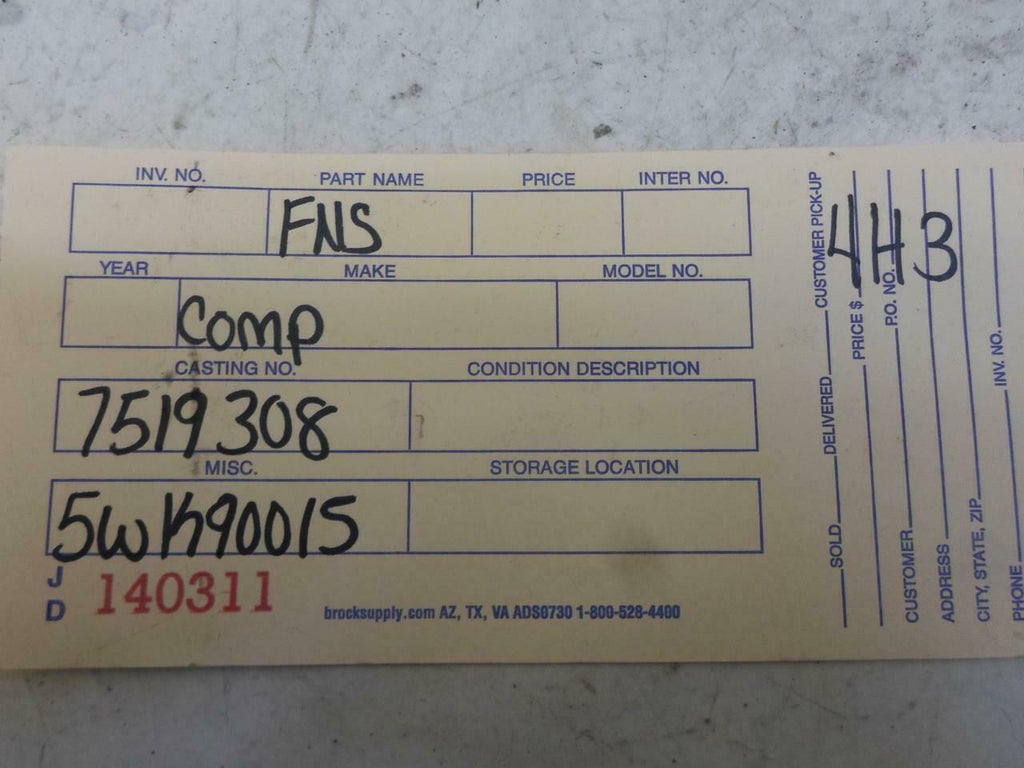 INV. NO. PART NAME PRICE INTER NO.
FNS
YEAR MAKE MODEL NO.
Comp
CASTING NO. CONDITION DESCRIPTION
7519308
MISC. STORAGE LOCATION
5WK90015
J D 140311
brocksupply.com AZ, TX, VA ADS0730 1-800-528-4400
4H3
SOLD DELIVERED CUSTOMER PICK-UP
PRICE $
CUSTOMER P.O. NO.
ADDRESS
CITY, STATE, ZIP
PHONE INV. NO.